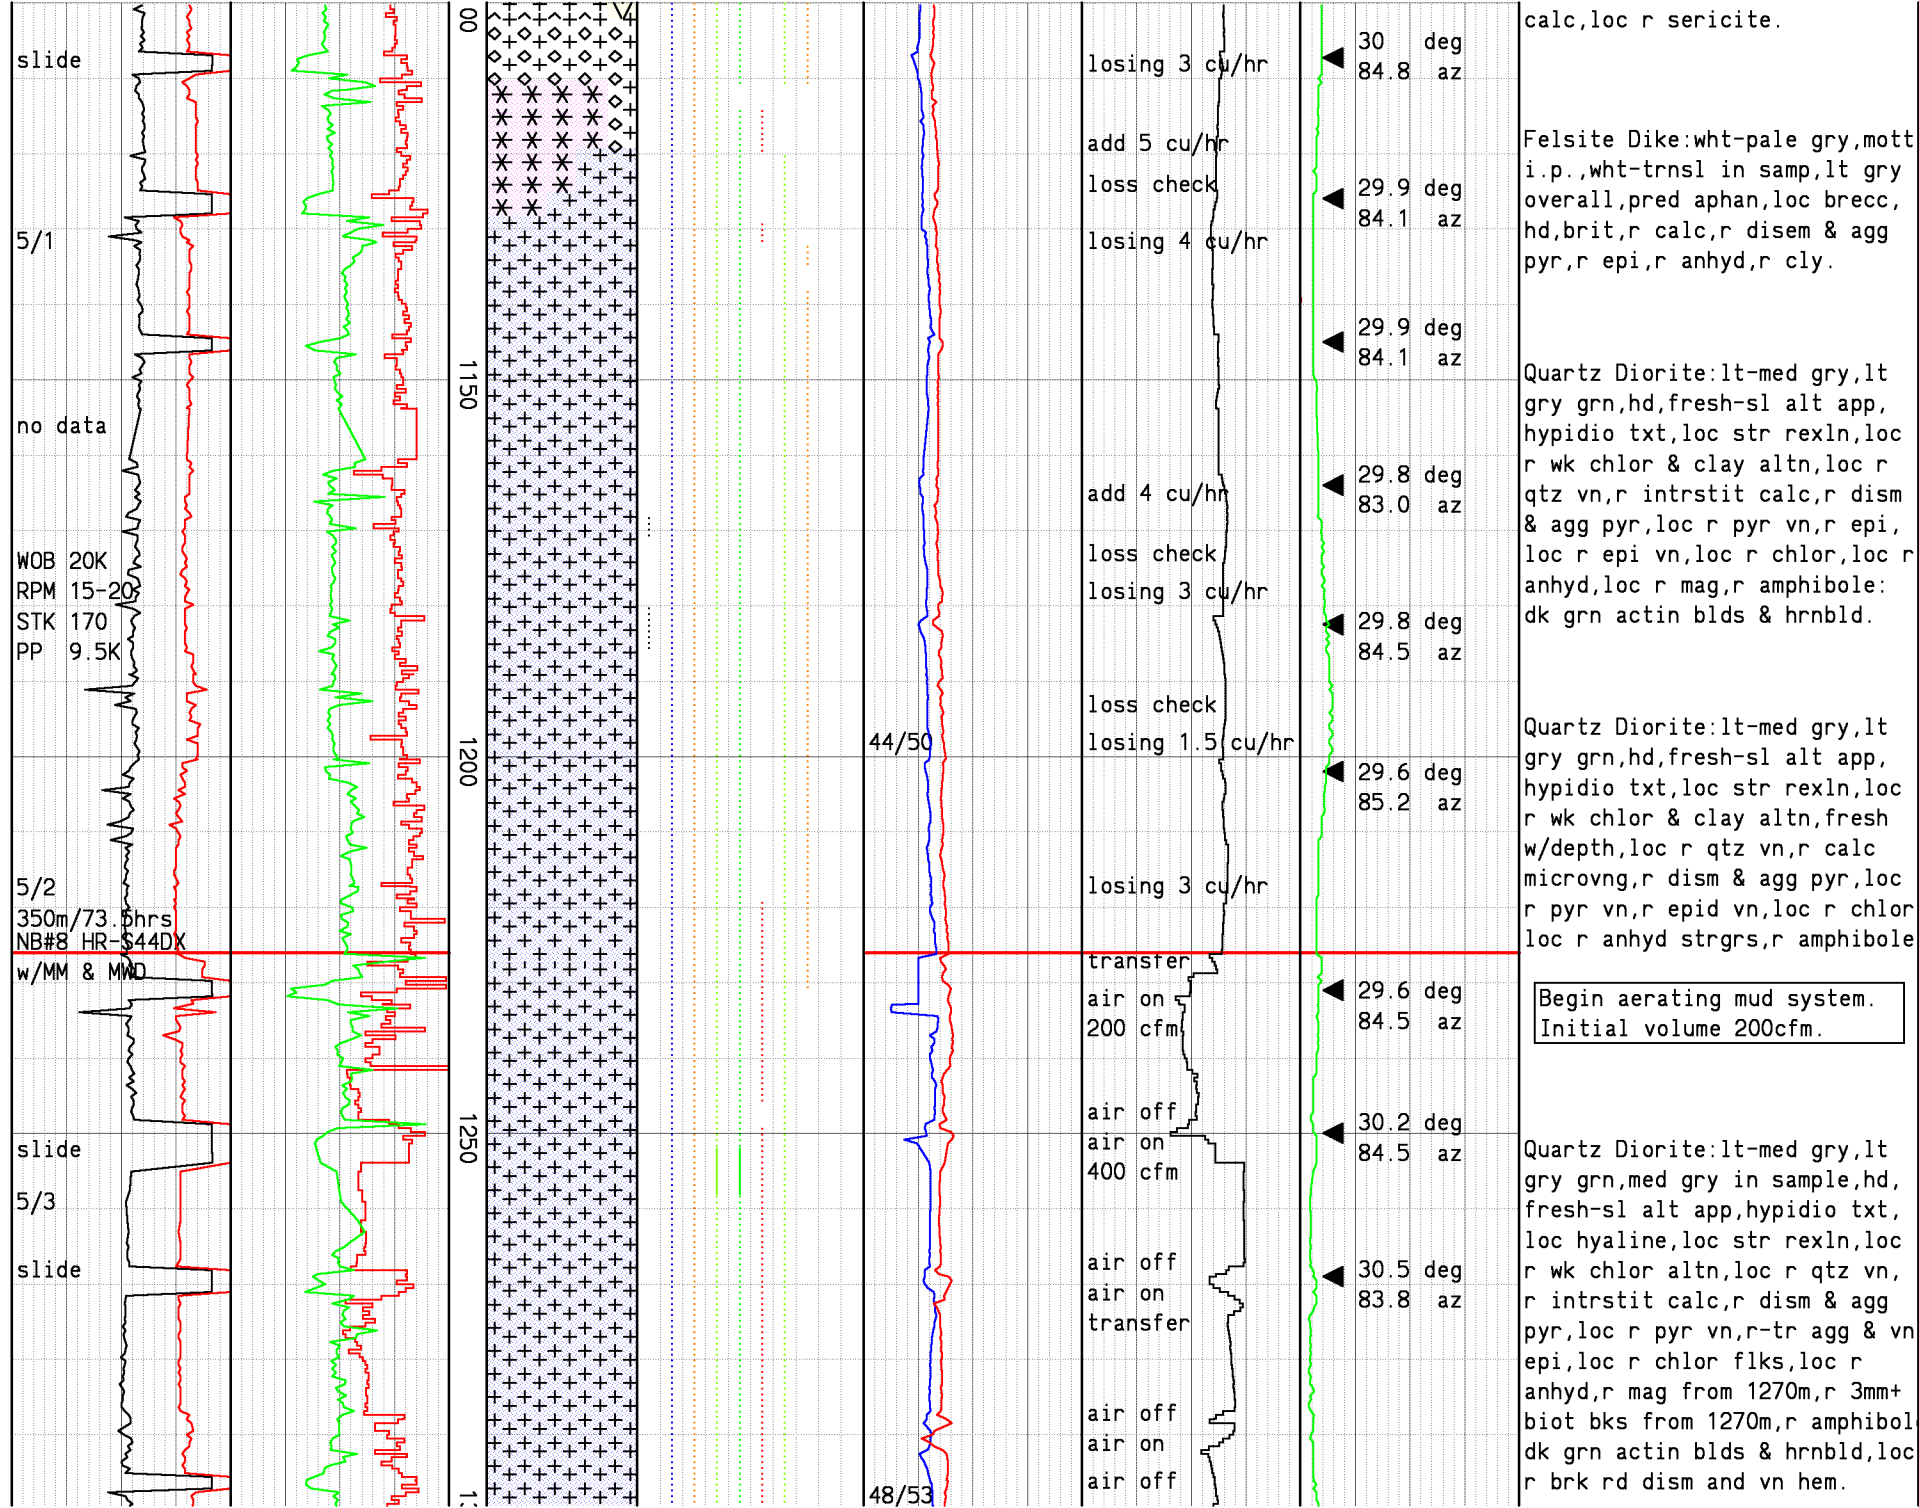 slide
5/1
no data
WOB 20K
RPM 15-20
STK 170
PP 9.5K
5/2
350m/73.5hrs
NB#8 HR-S44DX
w/MM & MWD
slide
5/3
slide
00
1150
1200
1250
44/50
48/53
losing 3 cu/hr
add 5 cu/hr
loss check
losing 4 cu/hr
add 4 cu/hr
loss check
losing 3 cu/hr
loss check
losing 1.5 cu/hr
losing 3 cu/hr
transfer
air on
200 cfm
air off
air on
400 cfm
air off
air on
transfer
air off
air on
air off
30 deg
84.8 az
29.9 deg
84.1 az
29.9 deg
84.1 az
29.8 deg
83.0 az
29.8 deg
84.5 az
29.6 deg
85.2 az
29.6 deg
84.5 az
30.2 deg
84.5 az
30.5 deg
83.8 az
calc,loc r sericite.
Felsite Dike:wht-pale gry,mott
i.p.,wht-trnsl in samp,lt gry
overall,pred aphan,loc brecc,
hd,brit,r calc,r disem & agg
pyr,r epi,r anhyd,r cly.
Quartz Diorite:lt-med gry,lt
gry grn,hd,fresh-sl alt app,
hypidio txt,loc str rexln,loc
r wk chlor & clay altn,loc r
qtz vn,r intrstit calc,r dism
& agg pyr,loc r pyr vn,r epi,
loc r epi vn,loc r chlor,loc r
anhyd,loc r mag,r amphibole:
dk grn actin blds & hrnbld.
Quartz Diorite:lt-med gry,lt
gry grn,hd,fresh-sl alt app,
hypidio txt,loc str rexln,loc
r wk chlor & clay altn,fresh
w/depth,loc r qtz vn,r calc
microvng,r dism & agg pyr,loc
r pyr vn,r epid vn,loc r chlor
loc r anhyd strgrs,r amphibole
Begin aerating mud system.
Initial volume 200cfm.
Quartz Diorite:lt-med gry,lt
gry grn,med gry in sample,hd,
fresh-sl alt app,hypidio txt,
loc hyaline,loc str rexln,loc
r wk chlor altn,loc r qtz vn,
r intrstit calc,r dism & agg
pyr,loc r pyr vn,r-tr agg & vn
epi,loc r chlor flks,loc r
anhyd,r mag from 1270m,r 3mm+
biot bks from 1270m,r amphibol
dk grn actin blds & hrnbld,loc
r brk rd dism and vn hem.